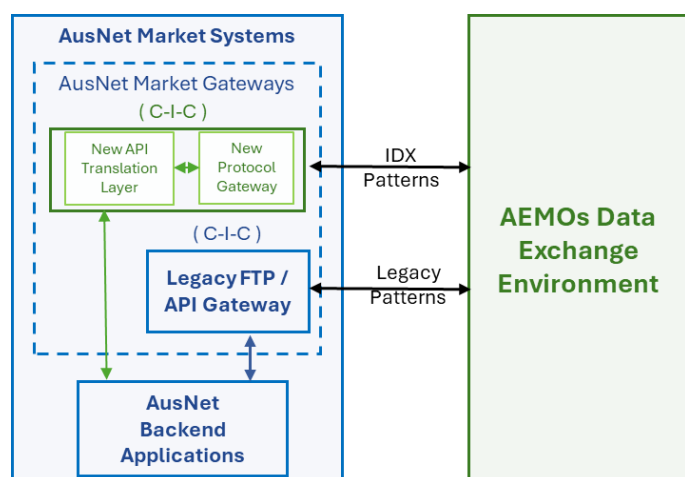 AusNet Market Systems
AusNet Market Gateways
( C-I-C )
New API
Translation
Layer
New
Protocol
Gateway
( C-I-C )
Legacy FTP /
API Gateway
AusNet
Backend
Applications
IDX
Patterns
Legacy
Patterns
AEMOs Data
Exchange
Environment